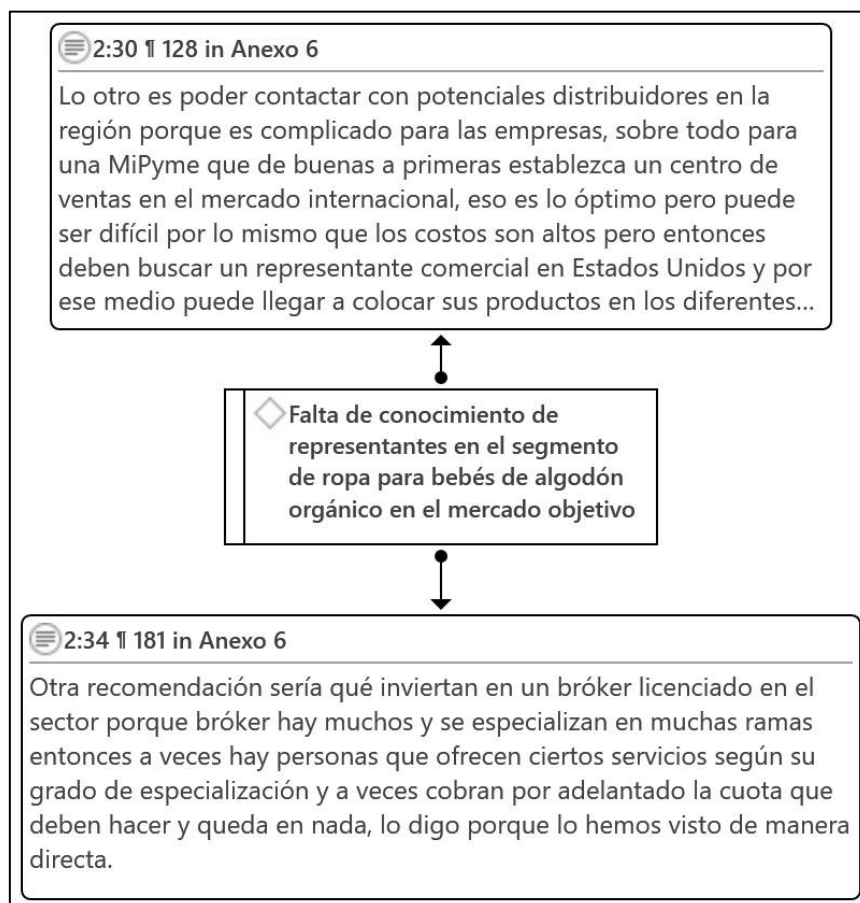 2:30 ¶ 128 in Anexo 6
Lo otro es poder contactar con potenciales distribuidores en la
región porque es complicado para las empresas, sobre todo para
una MiPyme que de buenas a primeras establezca un centro de
ventas en el mercado internacional, eso es lo óptimo pero puede
ser difícil por lo mismo que los costos son altos pero entonces
deben buscar un representante comercial en Estados Unidos y por
ese medio puede llegar a colocar sus productos en los diferentes...
Falta de conocimiento de
representantes en el segmento
de ropa para bebés de algodón
orgánico en el mercado objetivo
2:34 ¶ 181 in Anexo 6
Otra recomendación sería qué inviertan en un bróker licenciado en el
sector porque bróker hay muchos y se especializan en muchas ramas
entonces a veces hay personas que ofrecen ciertos servicios según su
grado de especialización y a veces cobran por adelantado la cuota que
deben hacer y queda en nada, lo digo porque lo hemos visto de manera
directa.